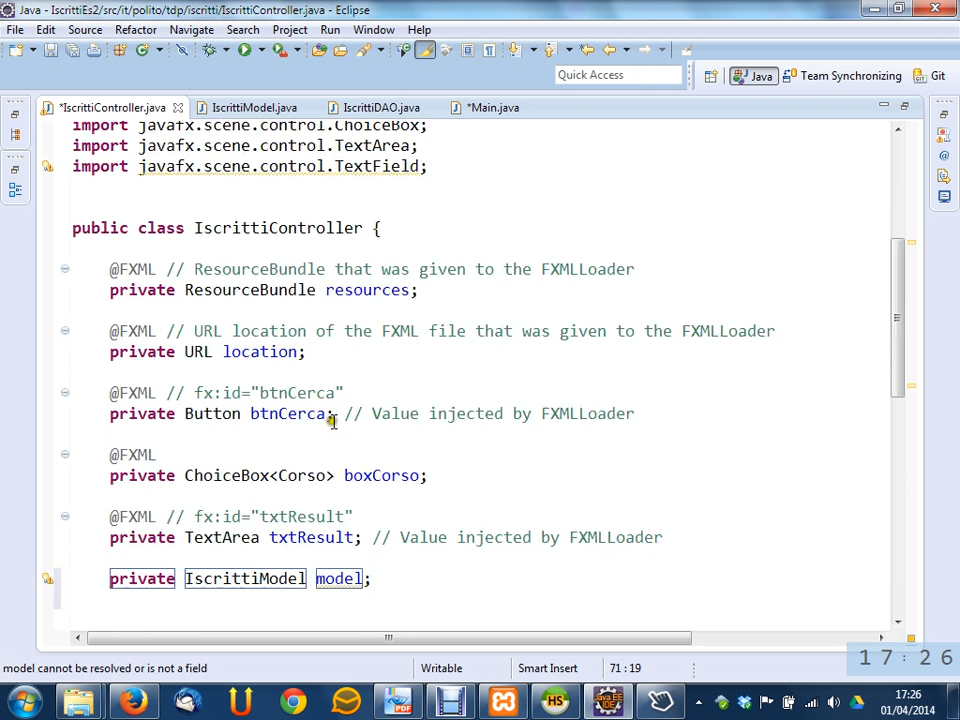 Java - IscrittiEs2/src/it/polito/tdp/iscritti/IscrittiController.java - Eclipse
File Edit Source Refactor Navigate Search Project Run Window Help
Quick Access
Java Team Synchronizing Git
*IscrittiController.java IscrittiModel.java IscrittiDAO.java *Main.java
import javafx.scene.control.ChoiceBox;
import javafx.scene.control.TextArea;
import javafx.scene.control.TextField;
public class IscrittiController {
@FXML // ResourceBundle that was given to the FXMLLoader
private ResourceBundle resources;
@FXML // URL location of the FXML file that was given to the FXMLLoader
private URL location;
@FXML // fx:id="btnCerca"
private Button btnCerca; // Value injected by FXMLLoader
@FXML
private ChoiceBox<Corso> boxCorso;
@FXML // fx:id="txtResult"
private TextArea txtResult; // Value injected by FXMLLoader
private IscrittiModel model;
model cannot be resolved or is not a field Writable Smart Insert 71 : 19
17:26
PDF HS Java EE IDE
17:26
01/04/2014